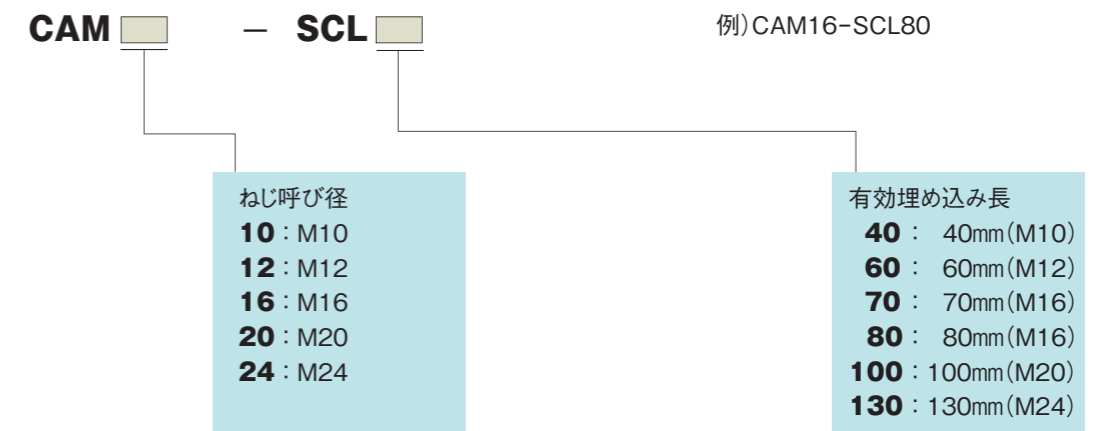 CAM － SCL 例）CAM16−SCL80
ねじ呼び径
10：M10
12：M12
16：M16
20：M20
24：M24
有効埋め込み長
40： 40㎜（M10）
60： 60㎜（M12）
70： 70㎜（M16）
80： 80㎜（M16）
100：100㎜（M20）
130：130㎜（M24）